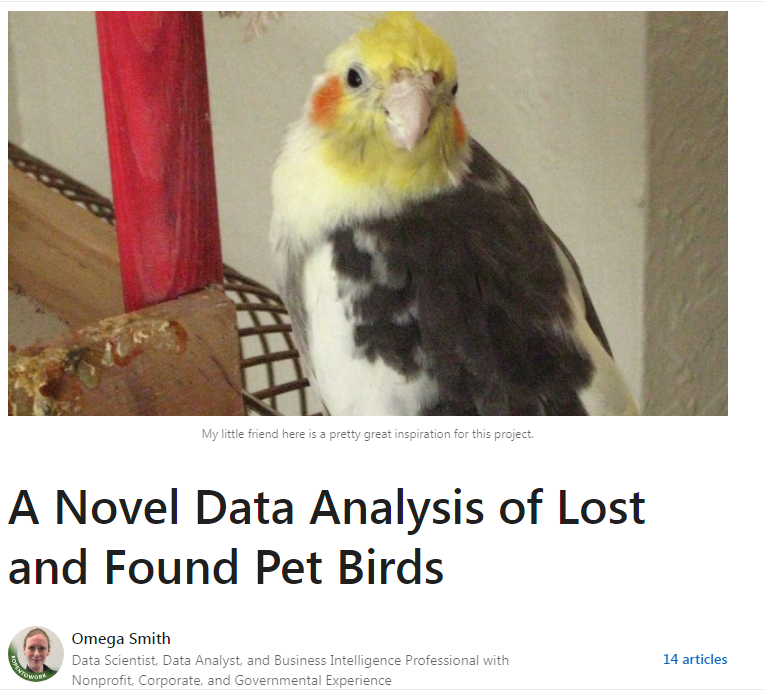 My little friend here is a pretty great inspiration for this project.
A Novel Data Analysis of Lost
and Found Pet Birds
#OPENTOWORK
Omega Smith
Data Scientist, Data Analyst, and Business Intelligence Professional with
Nonprofit, Corporate, and Governmental Experience
14 articles